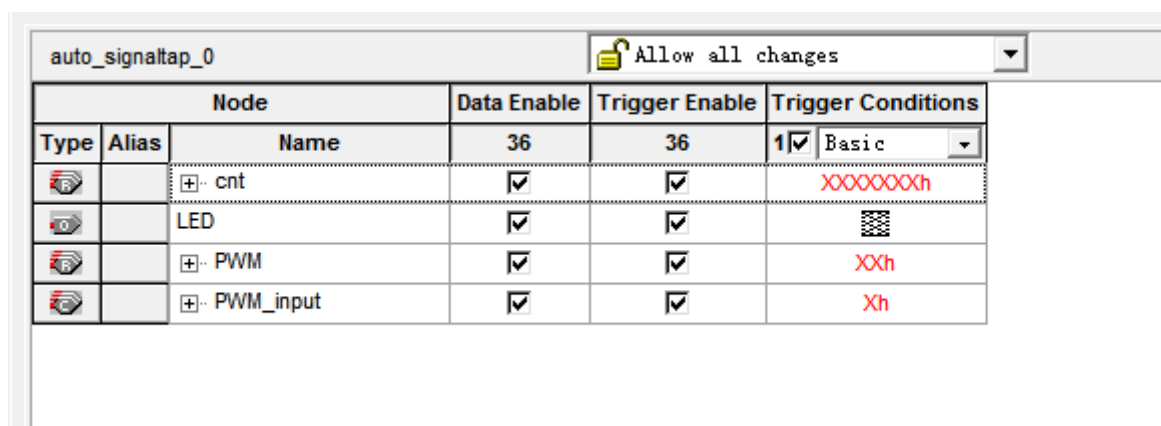 auto_signaltap_0 Allow all changes
Node Data Enable Trigger Enable Trigger Conditions
Type Alias Name 36 36 1 Basic
cnt XXXXXXXh
LED
PWM XXh
PWM_input Xh